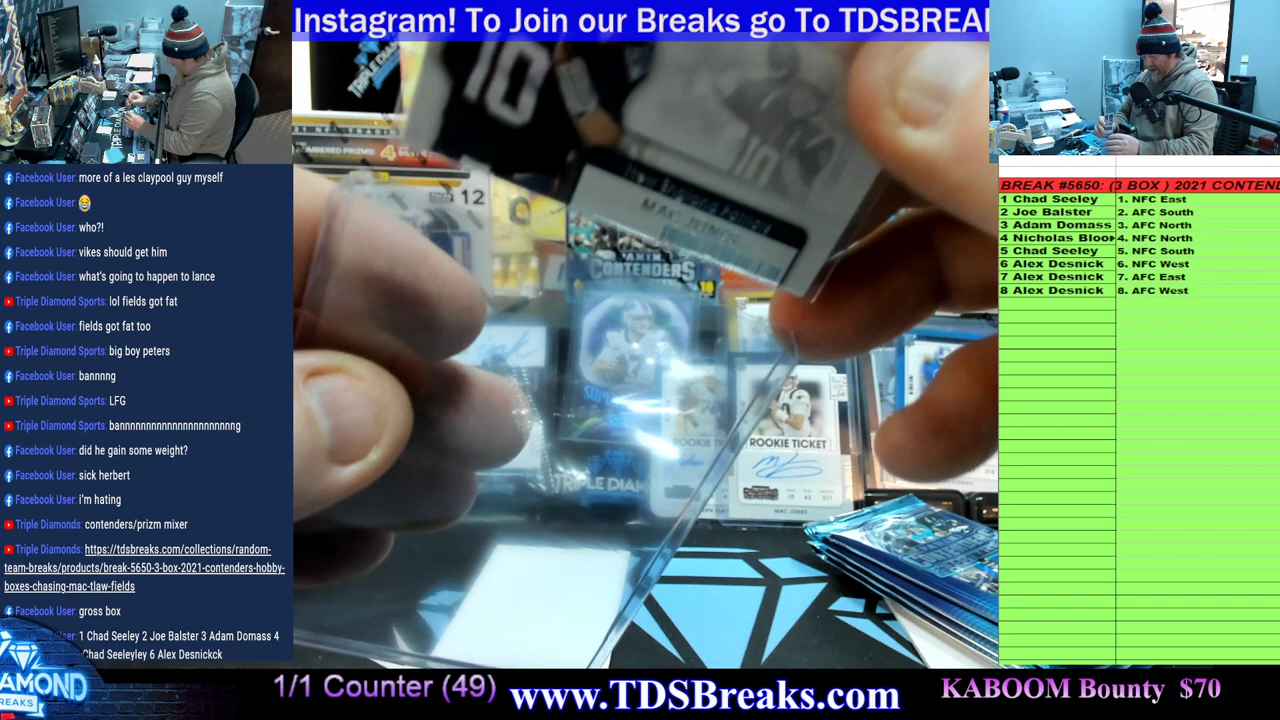 Instagram! To Join our Breaks go To TDSBREA
Facebook User: more of a les claypool guy myself
Facebook User: 😂
Facebook User: who?!
Facebook User: vikes should get him
Facebook User: what's going to happen to lance
Triple Diamond Sports: lol fields got fat
Facebook User: fields got fat too
Triple Diamond Sports: big boy peters
Facebook User: bannnng
Triple Diamond Sports: LFG
Triple Diamond Sports: bannnnnnnnnnnnnnnnnnnnnng
Facebook User: did he gain some weight?
Facebook User: sick herbert
Facebook User: i'm hating
Triple Diamonds: contenders/prizm mixer
Triple Diamonds: https://tdsbreaks.com/collections/random-
team-breaks/products/break-5650-3-box-2021-contenders-hobby-
boxes-chasing-mac-tlaw-fields
Facebook User: gross box
User: 1 Chad Seeley 2 Joe Balster 3 Adam Domass 4
Chad Seeleyley 6 Alex Desnickck
AMOND
BREAKS
10
12
CONTENDERS
ROOKIE TICKET
MAC JONES
TRIPLE DIAM
BREAK #5650: (3 BOX ) 2021 CONTEND
1 Chad Seeley 1. NFC East
2 Joe Balster 2. AFC South
3 Adam Domass 3. AFC North
4 Nicholas Bloor 4. NFC North
5 Chad Seeley 5. NFC South
6 Alex Desnick 6. NFC West
7 Alex Desnick 7. AFC East
8 Alex Desnick 8. AFC West
1/1 Counter (49)
www.TDSBreaks.com
KABOOM Bounty $70